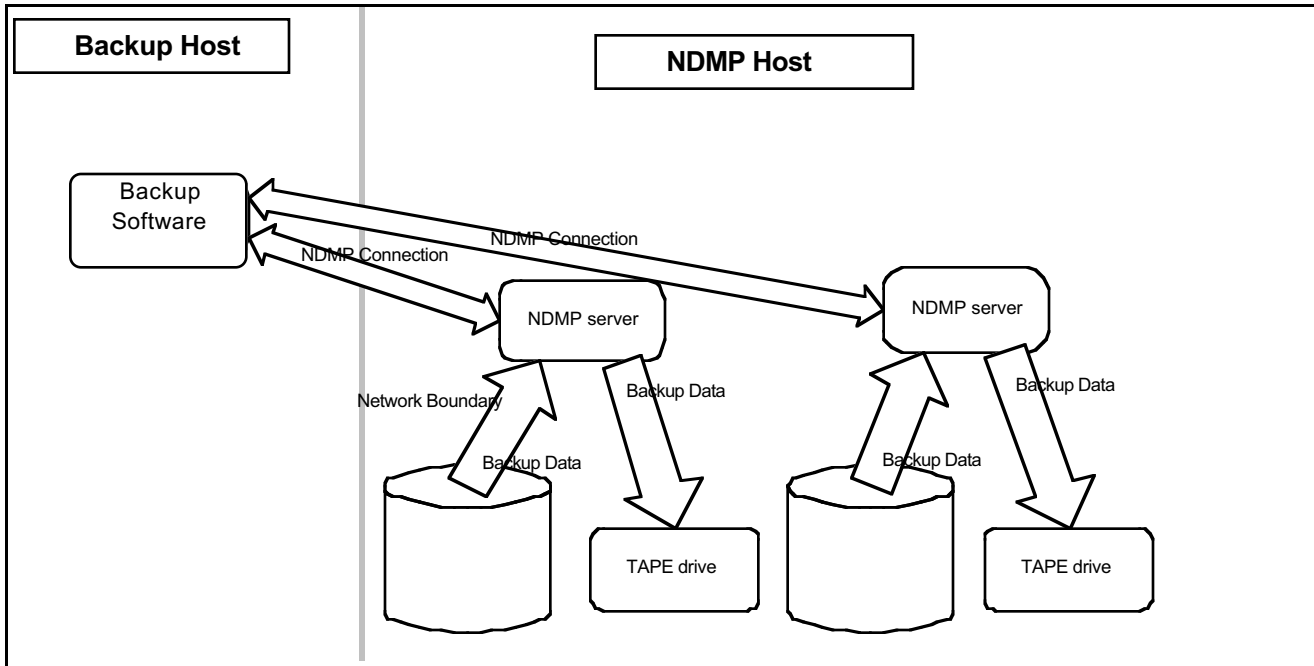 Backup Host
NDMP Host
Backup
Software
NDMP Connection
NDMP Connection
NDMP server
NDMP server
Network Boundary
Backup Data
Backup Data
Backup Data
Backup Data
TAPE drive
TAPE drive